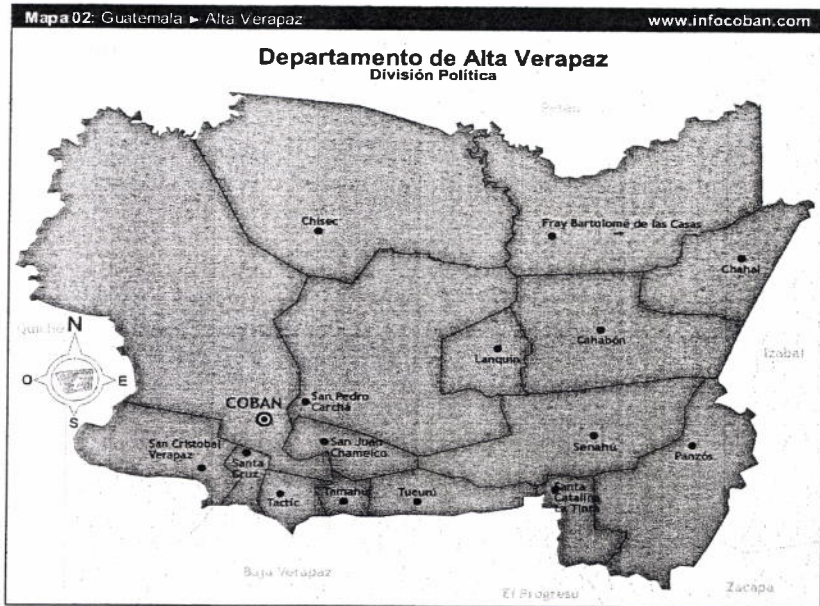 Mapa 02: Guatemala ► Alta Verapaz
www.infocoban.com
Departamento de Alta Verapaz
División Política
Petén
Chisec
Fray Bartolomé de las Casas
Chahal
Quiché
N
O
E
S
Cahabón
Lanquín
Izabal
San Pedro
Carchá
COBAN
San Cristobal
Verapaz
Santa
Cruz
San Juan
Chamelco
Senahú
Panzós
Tactíc
Tamahú
Tucurú
Santa
Catalina
La Tinta
Baja Verapaz
El Progreso
Zacapa